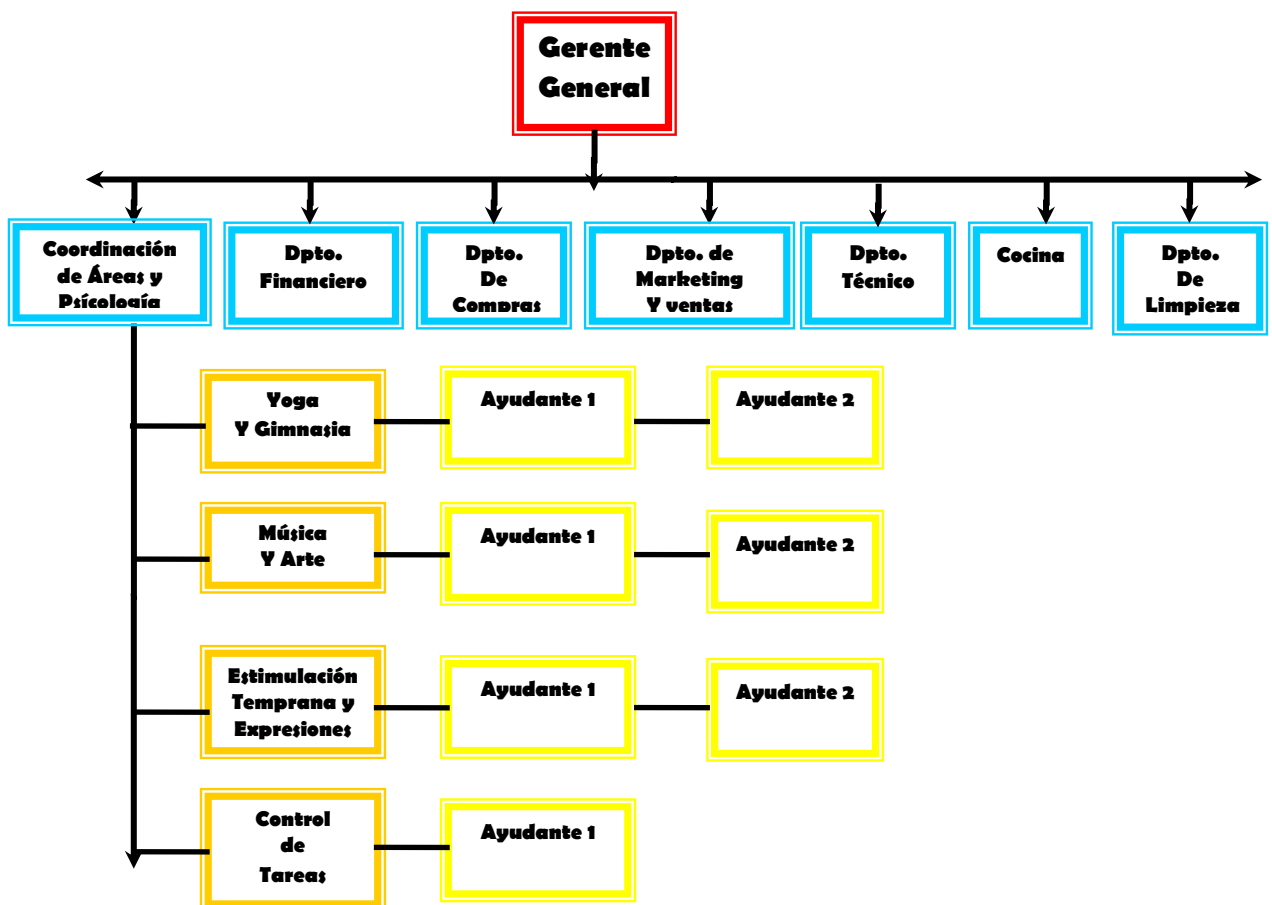 Gerente
General
Coordinación
de Áreas y
Psícología
Dpto.
Financiero
Dpto.
De
Compras
Dpto. de
Marketing
Y ventas
Dpto.
Técnico
Cocina
Dpto.
De
Limpieza
Yoga
Y Gimnasia
Ayudante 1
Ayudante 2
Música
Y Arte
Ayudante 1
Ayudante 2
Estimulación
Temprana y
Expresiones
Ayudante 1
Ayudante 2
Control
de
Tareas
Ayudante 1